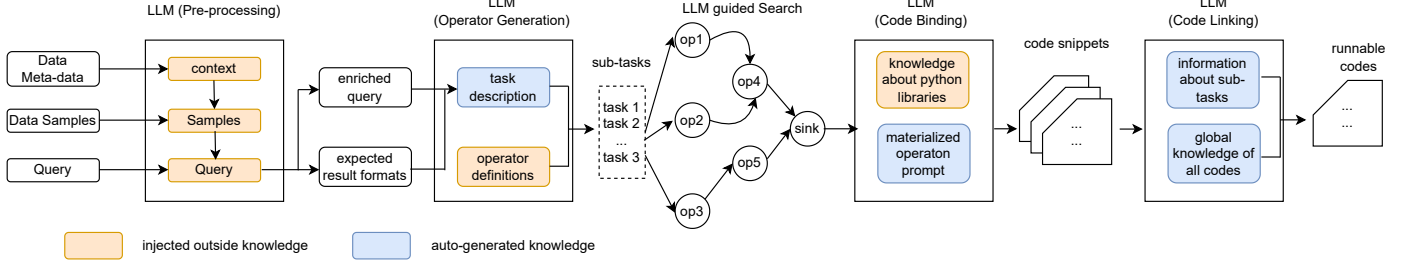 LLM (Pre-processing)
LLM
(Operator Generation)
LLM guided Search
LLM
(Code Binding)
LLM
(Code Linking)
Data
Meta-data
context
Data Samples
Samples
Query
Query
enriched
query
expected
result formats
task
description
operator
definitions
sub-tasks
task 1
task 2
...
task 3
op1
op2
op3
op4
op5
sink
knowledge
about python
libraries
materialized
operaton
prompt
code snippets
...
...
information
about sub-
tasks
global
knowledge of
all codes
runnable
codes
...
...
injected outside knowledge
auto-generated knowledge